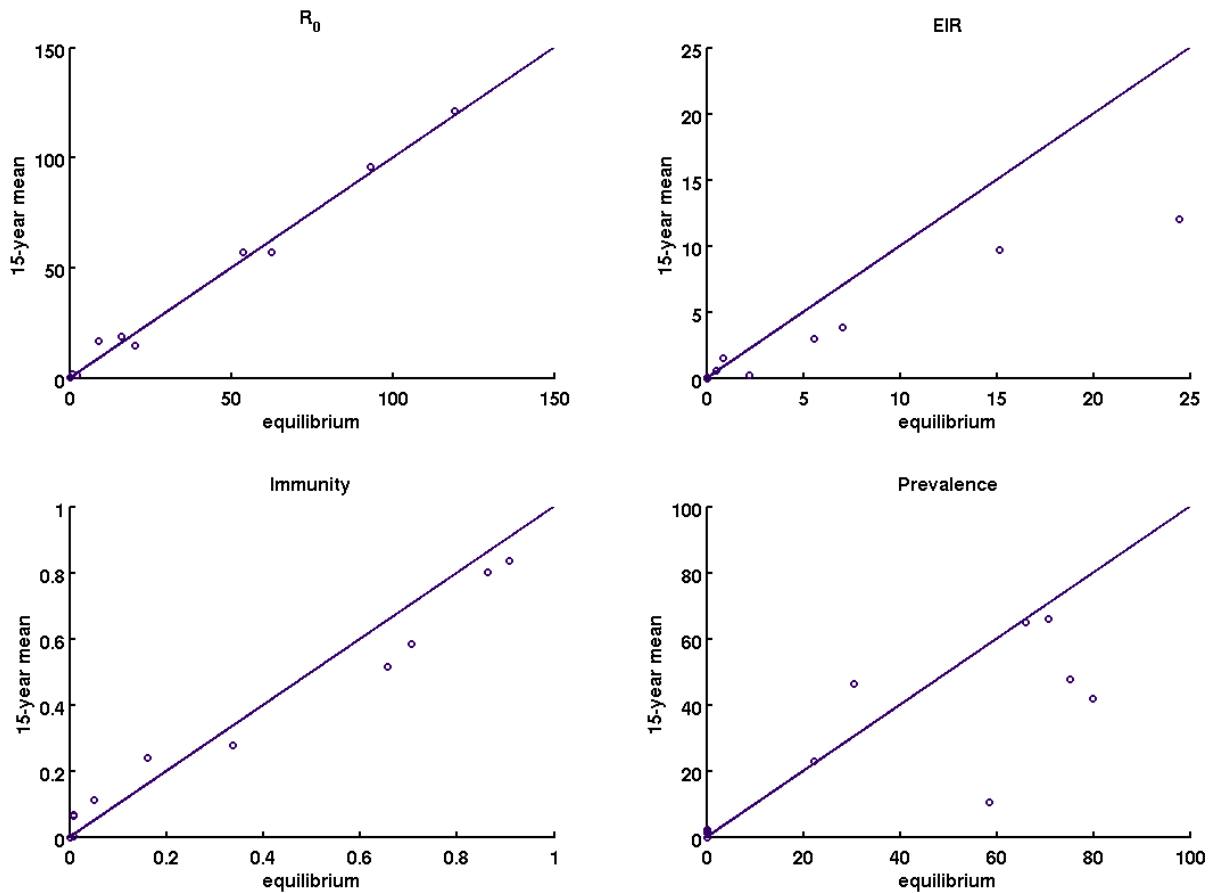 R0
150
100
50
0
15-year mean
0 50 100 150
equilibrium
EIR
25
20
15
10
5
0
15-year mean
0 5 10 15 20 25
equilibrium
Immunity
1
0.8
0.6
0.4
0.2
0
15-year mean
0 0.2 0.4 0.6 0.8 1
equilibrium
Prevalence
100
80
60
40
20
0
15-year mean
0 20 40 60 80 100
equilibrium